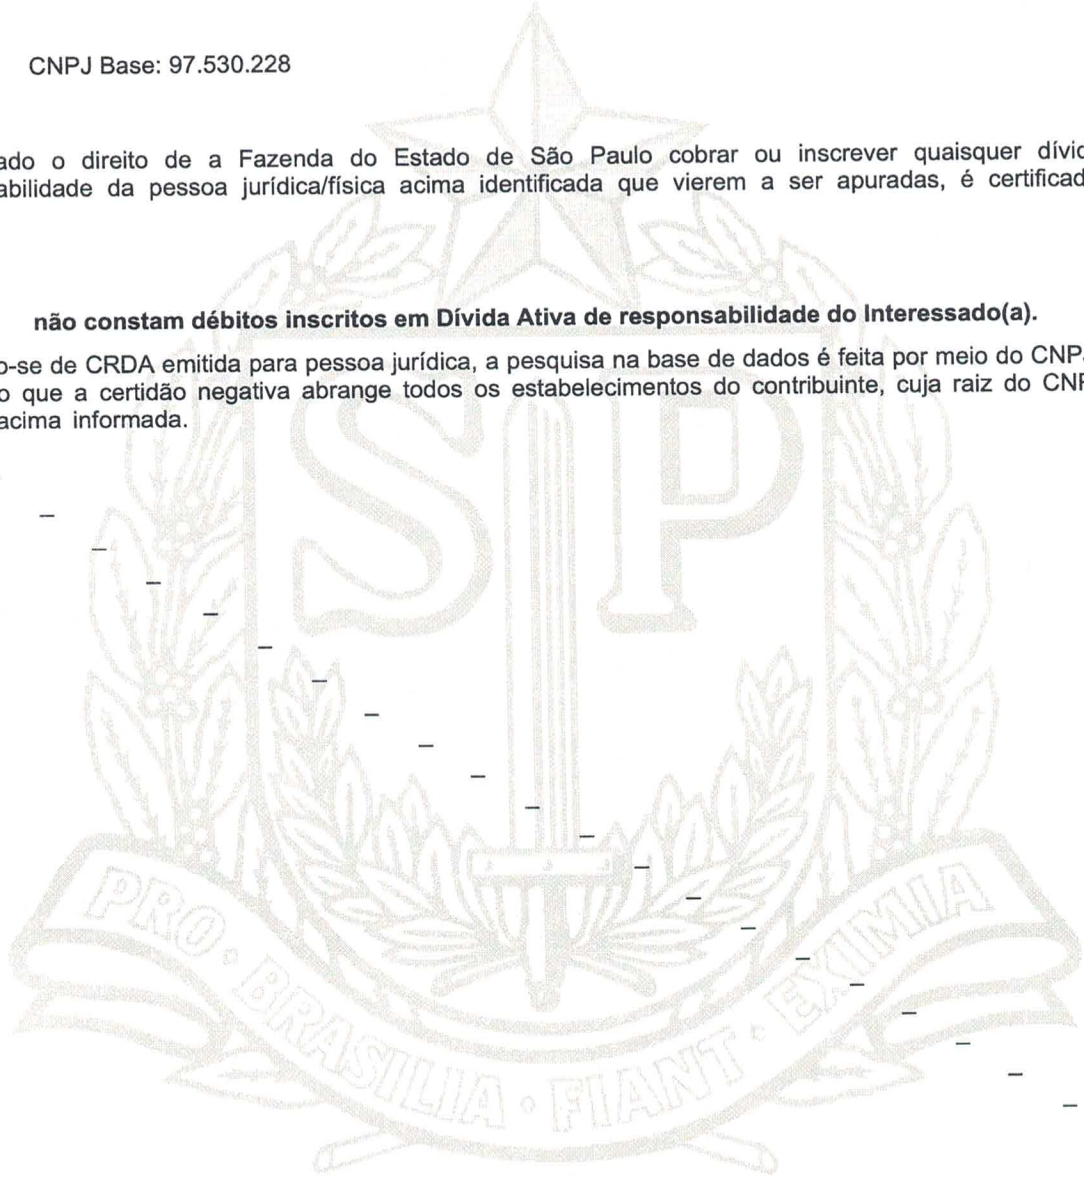 CNPJ Base: 97.530.228
ado o direito de a Fazenda do Estado de São Paulo cobrar ou inscrever quaisquer dívic
abilidade da pessoa jurídica/física acima identificada que vierem a ser apuradas, é certificad
não constam débitos inscritos em Dívida Ativa de responsabilidade do Interessado(a).
o-se de CRDA emitida para pessoa jurídica, a pesquisa na base de dados é feita por meio do CNPJ
o que a certidão negativa abrange todos os estabelecimentos do contribuinte, cuja raiz do CNP
acima informada.
SP
PRO • BRASILIA • FIANT • EXIMIA